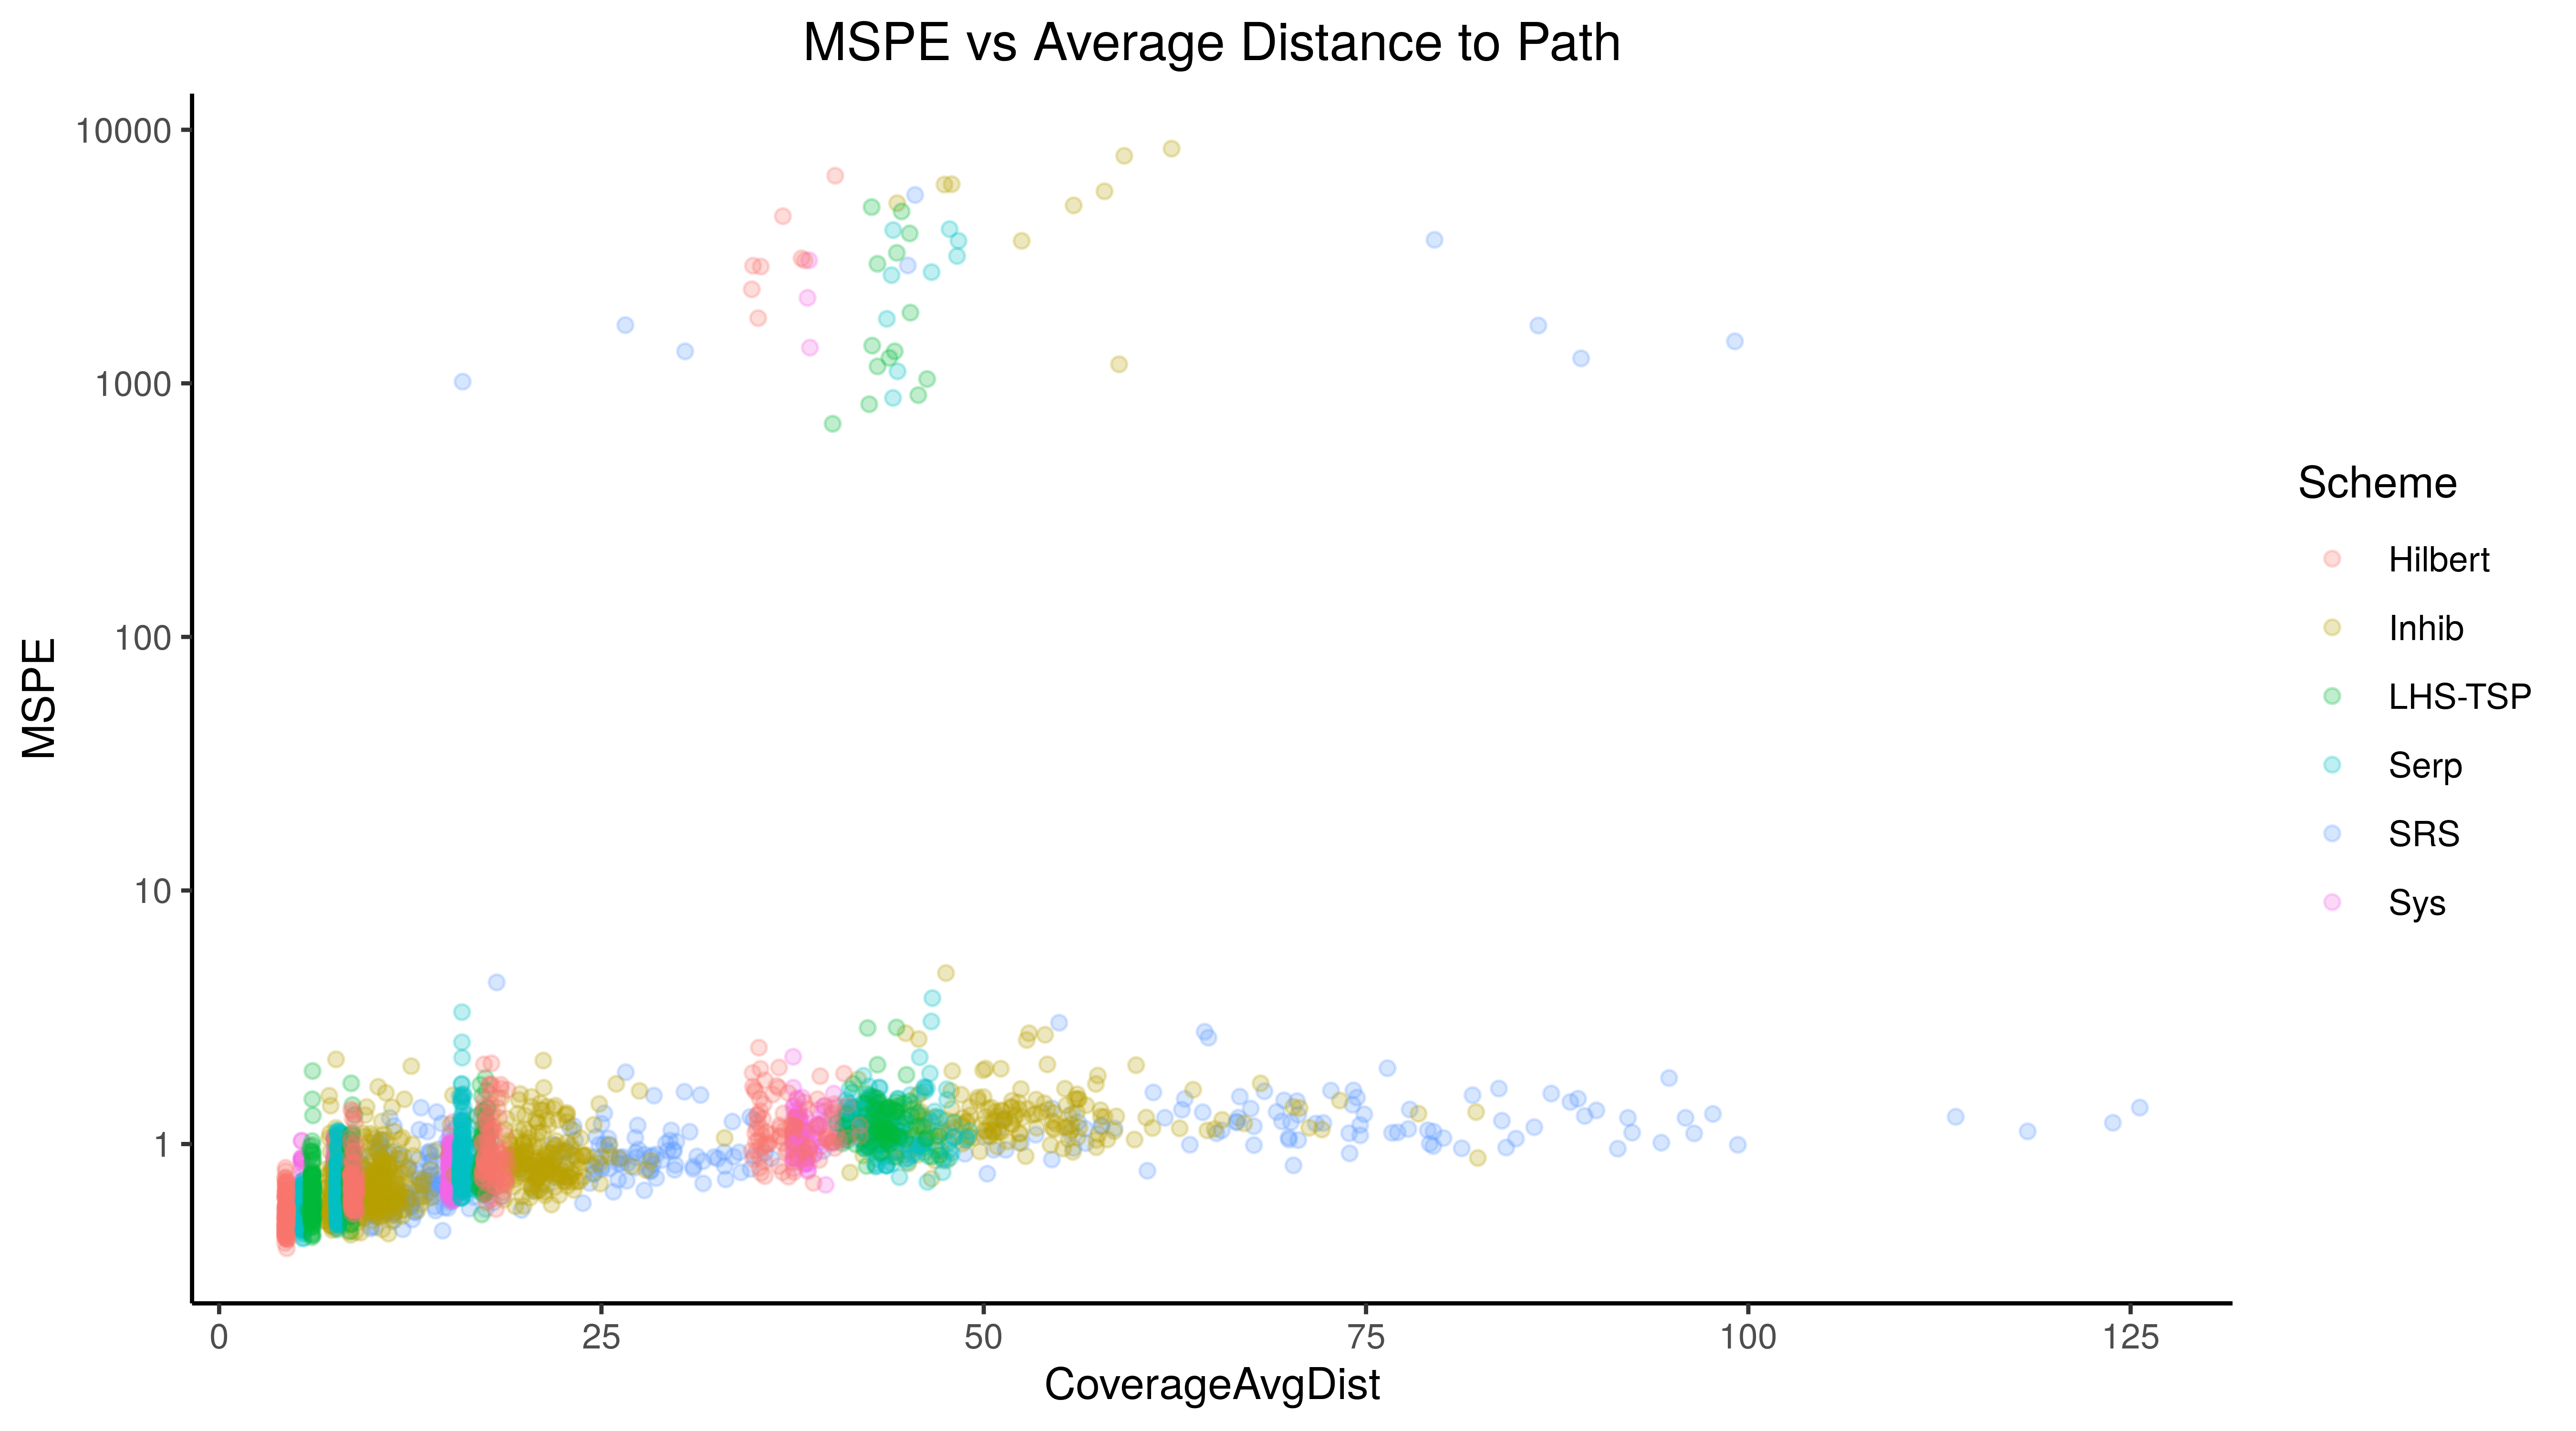 MSPE vs Average Distance to Path
MSPE
10000
1000
100
10
1
0 25 50 75 100 125
CoverageAvgDist
Scheme
Hilbert
Inhib
LHS-TSP
Serp
SRS
Sys